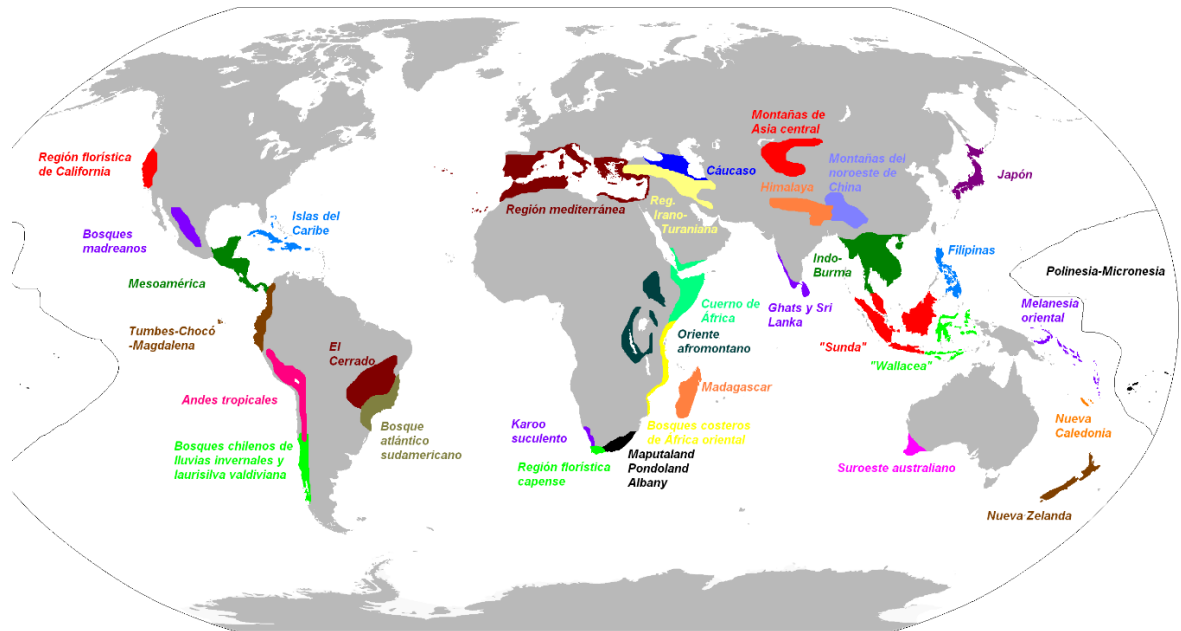 Región florística
de California
Bosques
madreanos
Islas del
Caribe
Mesoamérica
Tumbes-Chocó
-Magdalena
El
Cerrado
Andes tropicales
Bosque
atlántico
sudamericano
Bosques chilenos de
lluvias invernales y
laurisilva valdiviana
Región mediterránea
Cáucaso
Reg.
Irano-
Turaniana
Montañas de
Asia central
Montañas del
noroeste de
China
Himalaya
Japón
Indo-
Burma
Filipinas
Polinesia-Micronesia
Melanesia
oriental
Ghats y Sri
Lanka
Cuerno de
África
Oriente
afromontano
"Sunda"
"Wallacea"
Madagascar
Bosques costeros
de África oriental
Karoo
suculento
Región florística
capense
Maputaland
Pondoland
Albany
Suroeste australiano
Nueva
Caledonia
Nueva Zelanda